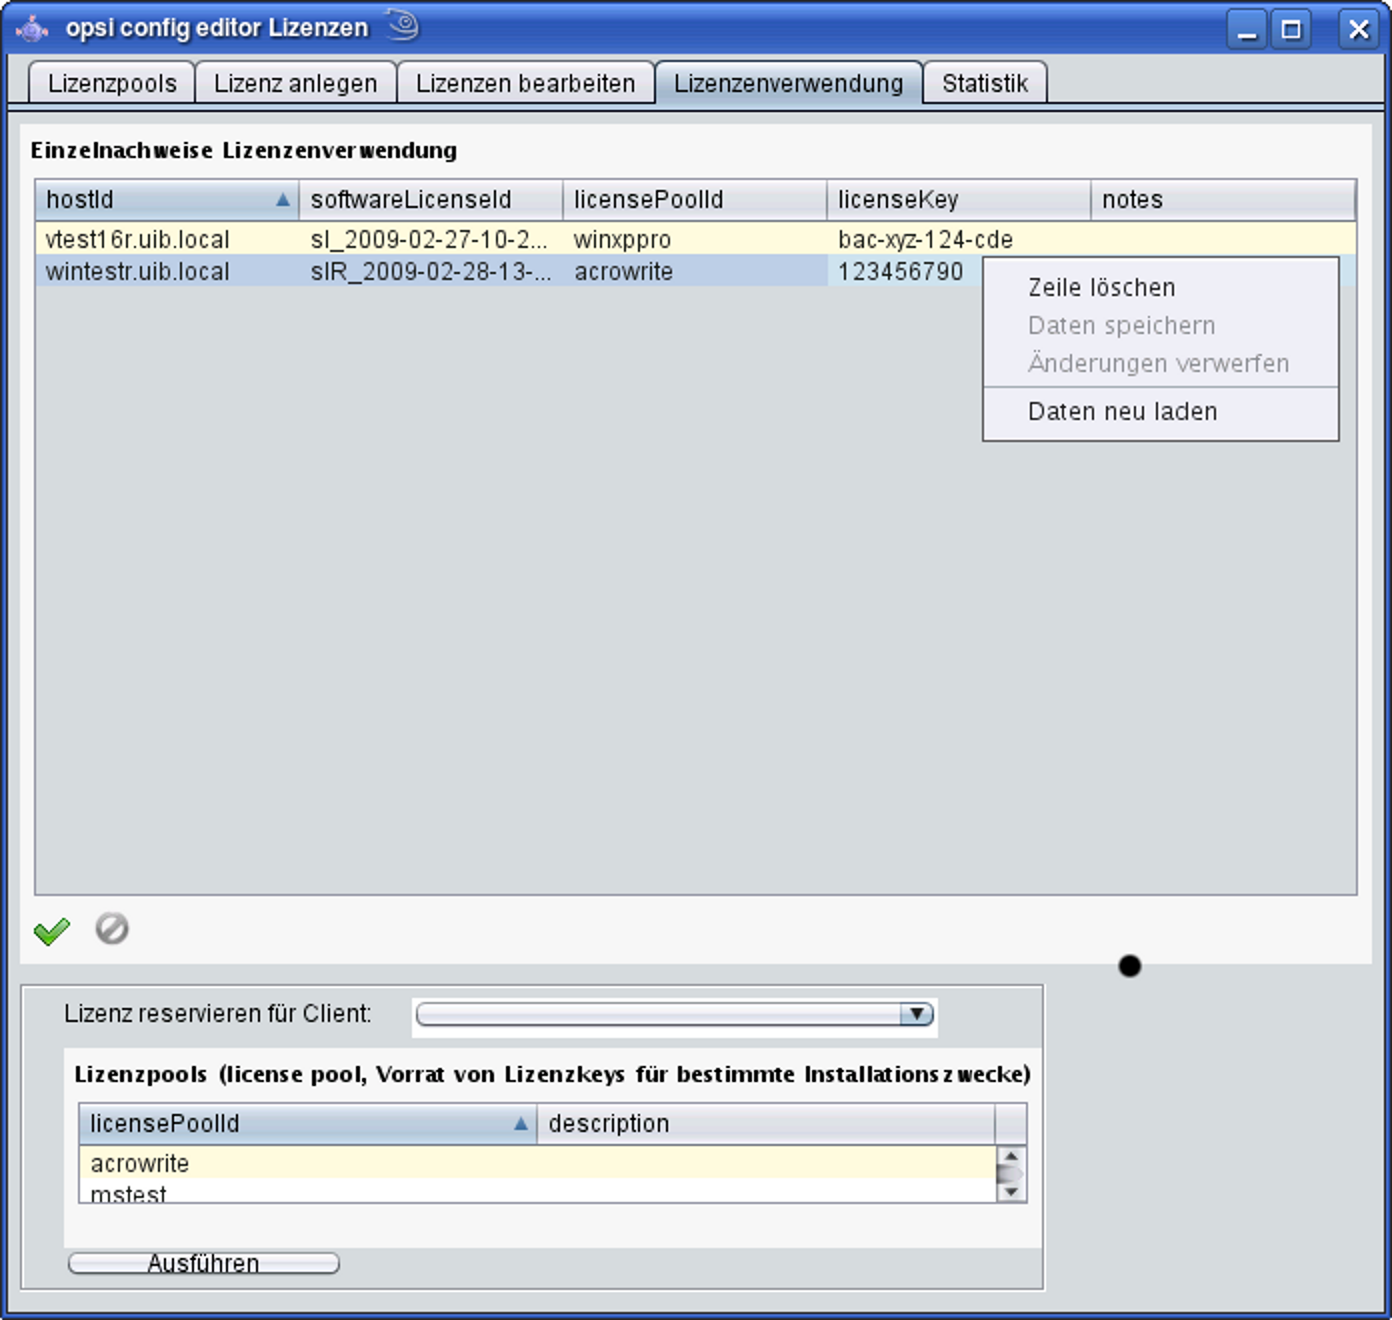 opsi config editor Lizenzen
Lizenzpools Lizenz anlegen Lizenzen bearbeiten Lizenzenverwendung Statistik
Einzelnachweise Lizenzenverwendung
hostId softwareLicenseId licensePoolId licenseKey notes
vtest16r.uib.local sl_2009-02-27-10-2... winxppro bac-xyz-124-cde
wintestr.uib.local slR_2009-02-28-13-... acrowrite 123456790
Zeile löschen
Daten speichern
Änderungen verwerfen
Daten neu laden
Lizenz reservieren für Client:
Lizenzpools (license pool, Vorrat von Lizenzkeys für bestimmte Installationszwecke)
licensePoolId description
acrowrite
mstest
Ausführen